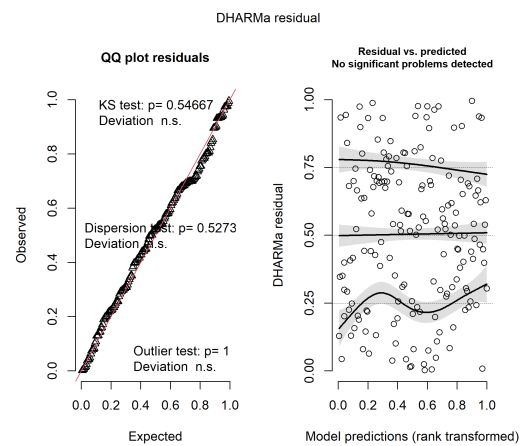 DHARMa residual
QQ plot residuals
KS test: p= 0.54667
Deviation n.s.
Dispersion test: p= 0.5273
Deviation n.s.
Outlier test: p= 1
Deviation n.s.
Observed
0.0 0.2 0.4 0.6 0.8 1.0
0.0 0.2 0.4 0.6 0.8 1.0
Expected
Residual vs. predicted
No significant problems detected
DHARMa residual
0.00 0.25 0.50 0.75 1.00
0.0 0.2 0.4 0.6 0.8 1.0
Model predictions (rank transformed)